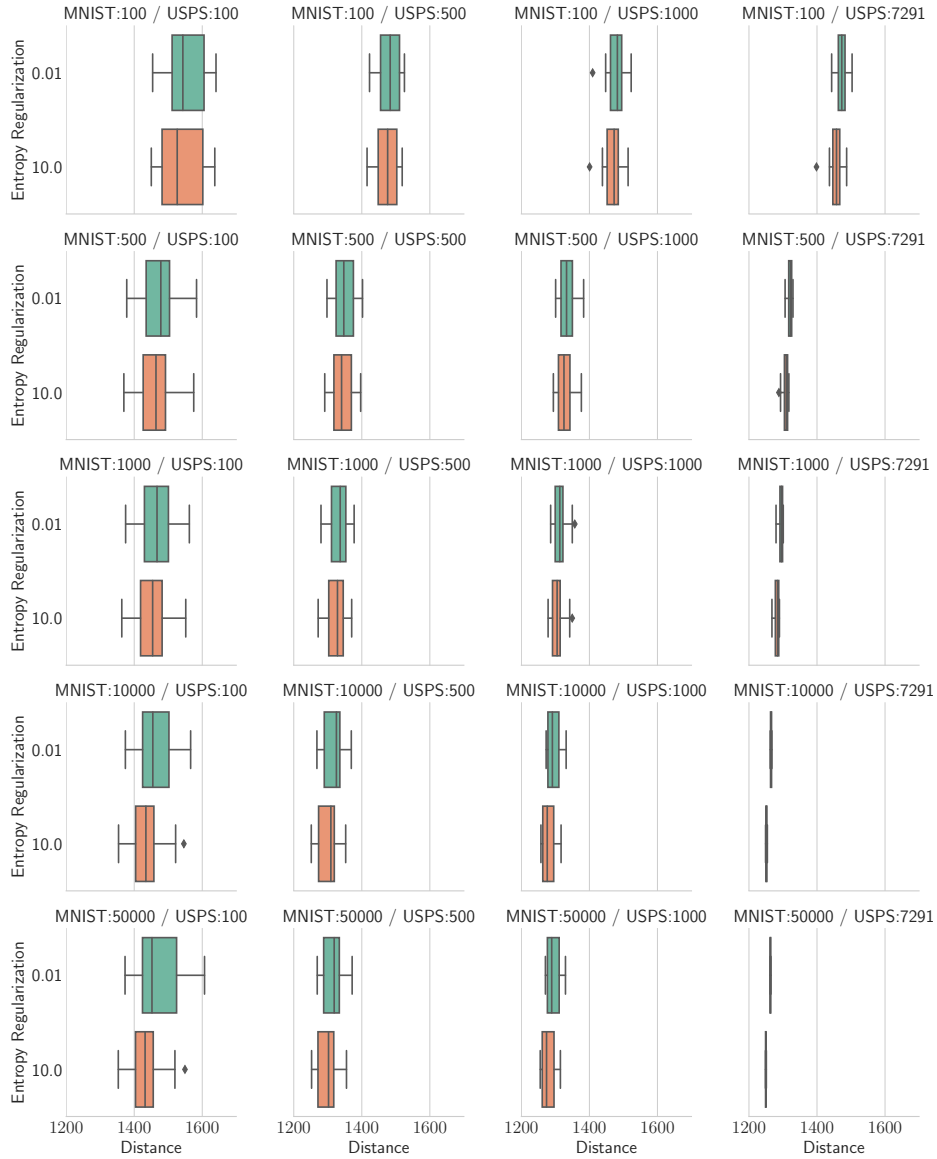 MNIST:100 / USPS:100 MNIST:100 / USPS:500 MNIST:100 / USPS:1000 MNIST:100 / USPS:7291
Entropy Regularization
0.01
10.0
MNIST:500 / USPS:100 MNIST:500 / USPS:500 MNIST:500 / USPS:1000 MNIST:500 / USPS:7291
Entropy Regularization
0.01
10.0
MNIST:1000 / USPS:100 MNIST:1000 / USPS:500 MNIST:1000 / USPS:1000 MNIST:1000 / USPS:7291
Entropy Regularization
0.01
10.0
MNIST:10000 / USPS:100 MNIST:10000 / USPS:500 MNIST:10000 / USPS:1000 MNIST:10000 / USPS:7291
Entropy Regularization
0.01
10.0
MNIST:50000 / USPS:100 MNIST:50000 / USPS:500 MNIST:50000 / USPS:1000 MNIST:50000 / USPS:7291
Entropy Regularization
0.01
10.0
1200 1400 1600 1200 1400 1600 1200 1400 1600 1200 1400 1600
Distance Distance Distance Distance